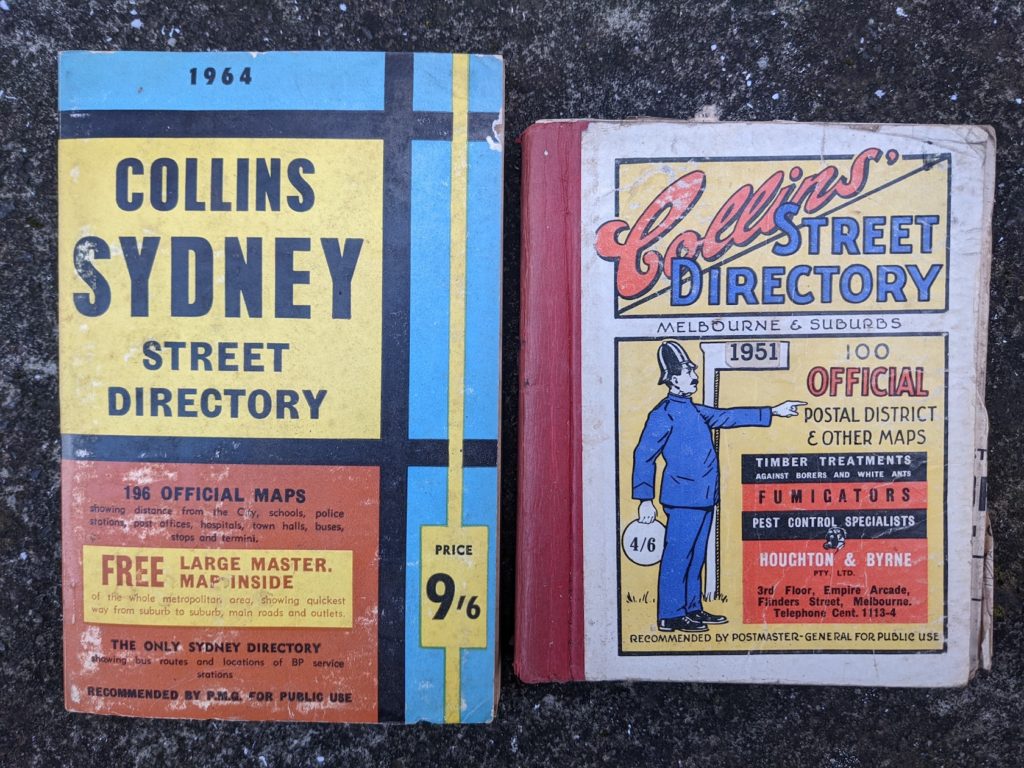 1964
COLLINS
SYDNEY
STREET
DIRECTORY
196 OFFICIAL MAPS
showing distance from the City, schools, police
stations, post offices, hospitals, town halls, buses,
stops and termini.
FREE LARGE MASTER.
MAP INSIDE
of the whole metropolitan area, showing quickest
way from suburb to suburb, main roads and outlets.
THE ONLY SYDNEY DIRECTORY
showing bus routes and locations of BP service
stations
RECOMMENDED BY P.M.G. FOR PUBLIC USE
PRICE
9/6
Collins'
STREET
DIRECTORY
MELBOURNE & SUBURBS
1951
100
OFFICIAL
POSTAL DISTRICT
& OTHER MAPS
TIMBER TREATMENTS
AGAINST BORERS AND WHITE ANTS
FUMIGATORS
PEST CONTROL SPECIALISTS
HOUGHTON & BYRNE
PTY. LTD.
3rd Floor, Empire Arcade,
Flinders Street, Melbourne.
Telephone Cent. 1113-4
4/6
RECOMMENDED BY POSTMASTER-GENERAL FOR PUBLIC USE